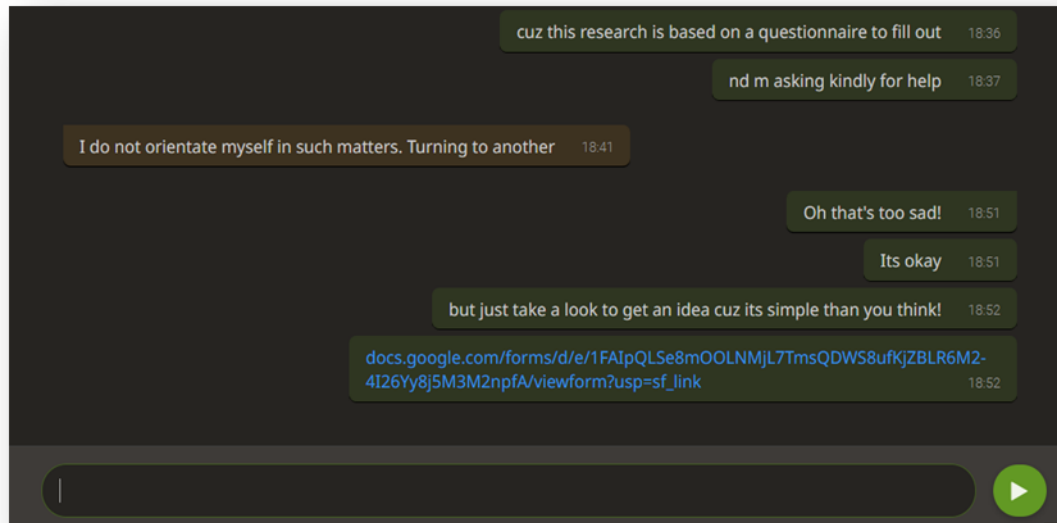 cuz this research is based on a questionnaire to fill out 18:36
nd m asking kindly for help 18:37
I do not orientate myself in such matters. Turning to another 18:41
Oh that's too sad! 18:51
Its okay 18:51
but just take a look to get an idea cuz its simple than you think! 18:52
docs.google.com/forms/d/e/1FAIpQLSe8mOOLNMjL7TmsQDWS8ufKjZBLR6M2-
4I26Yy8j5M3M2npfA/viewform?usp=sf_link 18:52